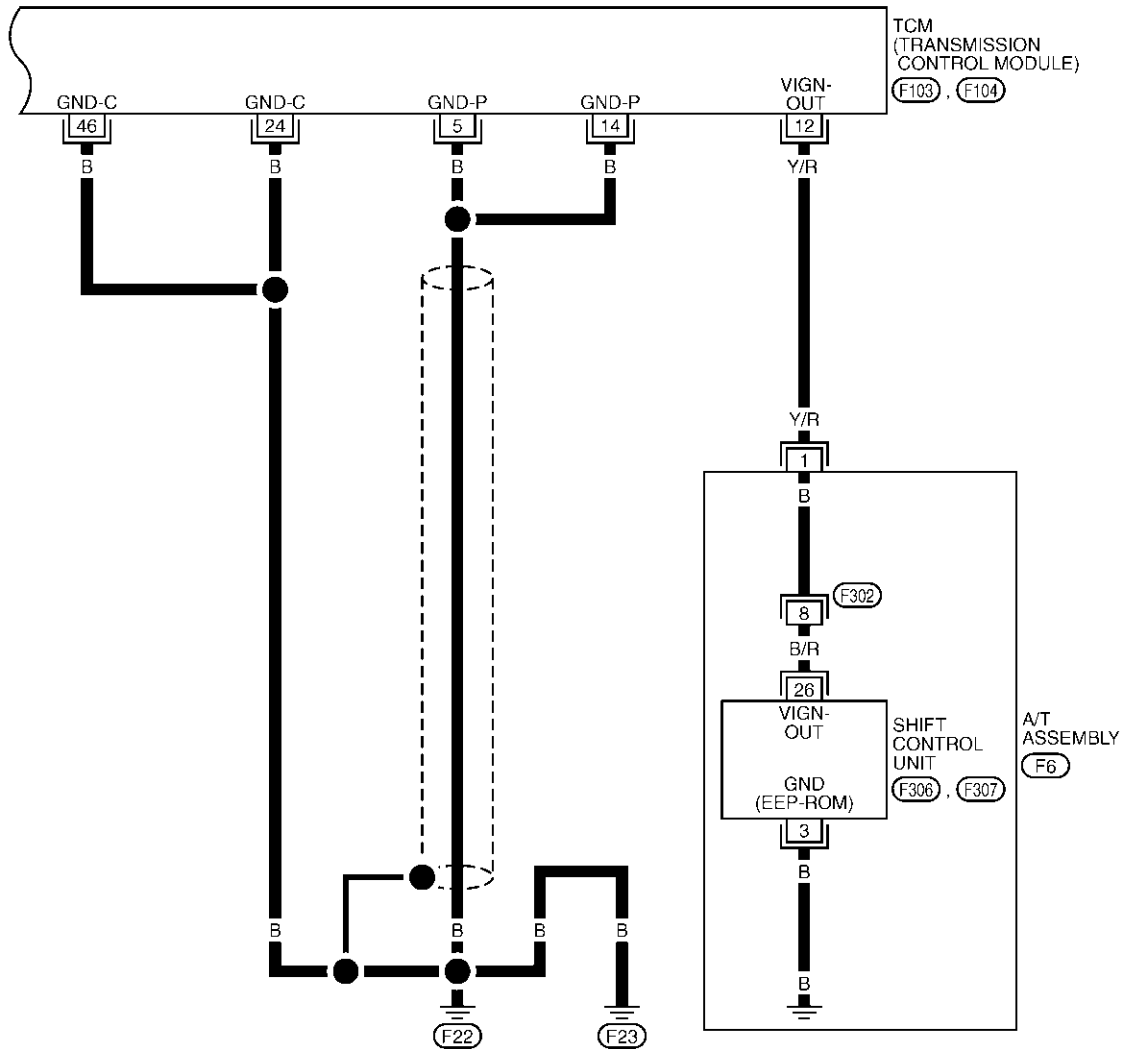 TCM
(TRANSMISSION
CONTROL MODULE)
F103 , F104
GND-C
GND-C
GND-P
GND-P
VIGN-
OUT
46
24
5
14
12
B
B
B
B
Y/R
Y/R
1
B
F302
8
B/R
26
VIGN-
OUT
SHIFT
CONTROL
UNIT
F306 , F307
A/T
ASSEMBLY
F6
GND
(EEP-ROM)
3
B
B
B
B
B
B
F22
F23